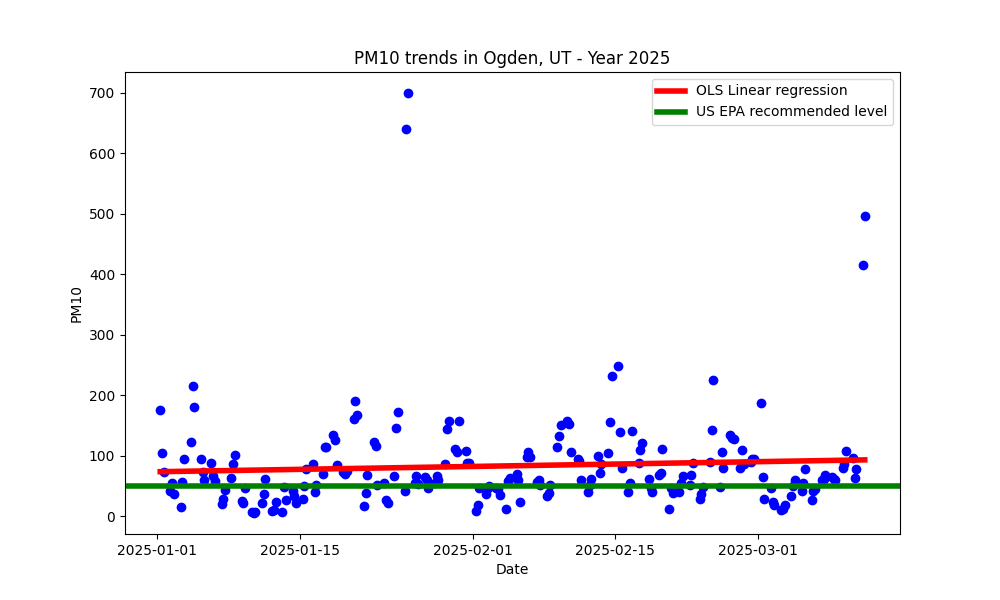 PM10 trends in Ogden, UT - Year 2025
OLS Linear regression
US EPA recommended level
700
600
500
400
300
200
100
0
PM10
2025-01-01
2025-01-15
2025-02-01
2025-02-15
2025-03-01
Date